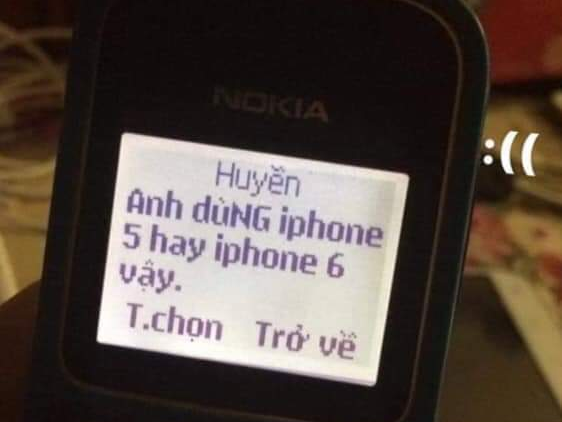 NOKIA
:((
Huyền
Anh dùNG iphone
5 hay iphone 6
vậy.
T.chọn Trở về